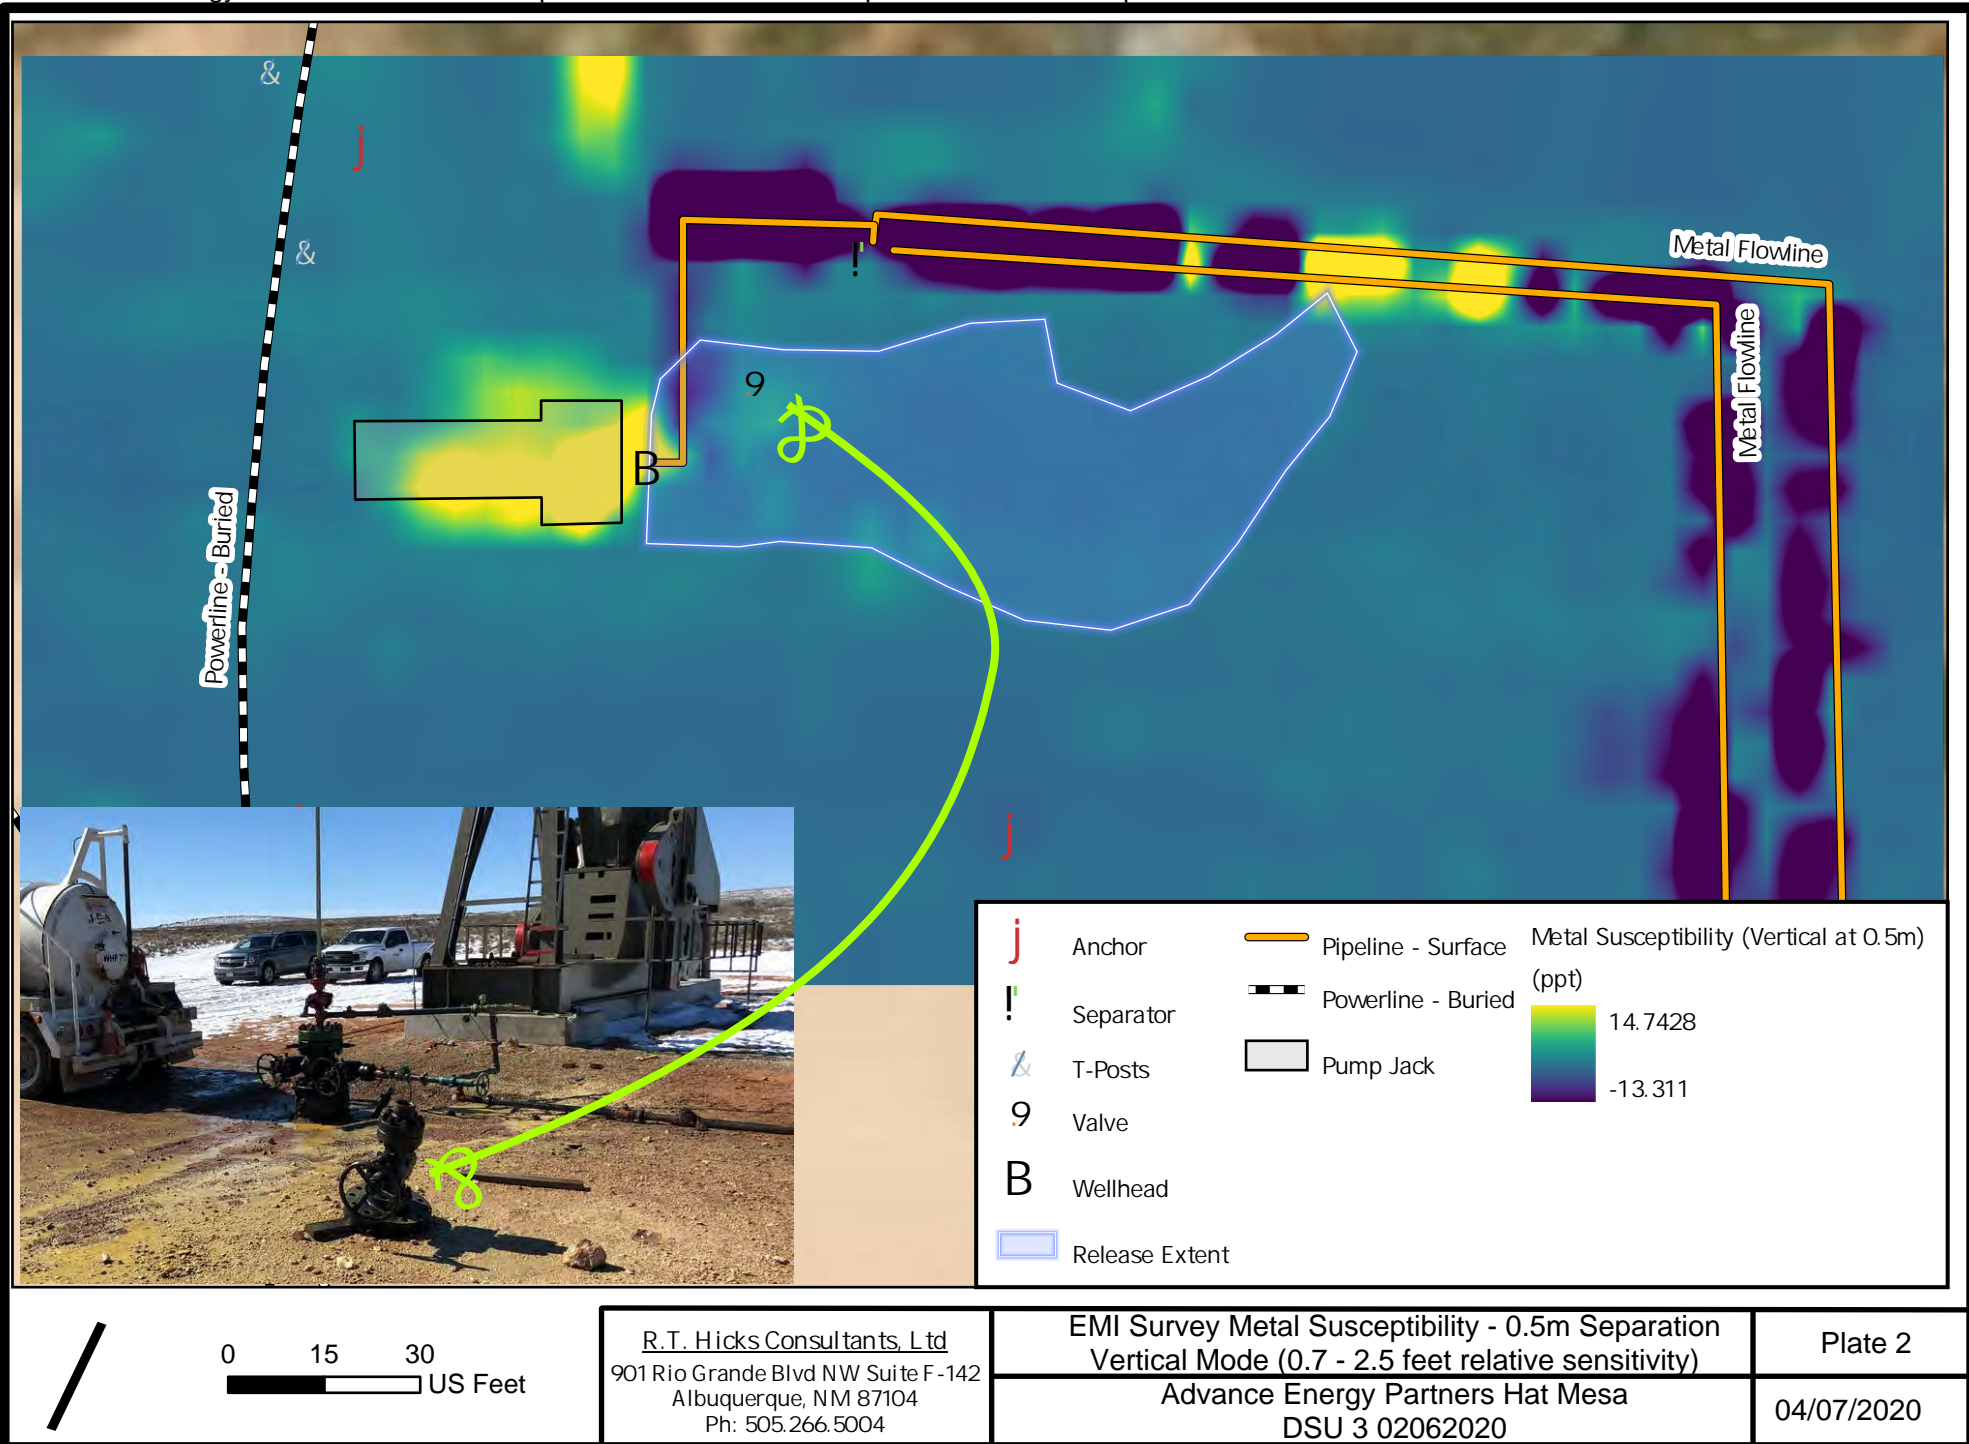 &
j
&
!
Metal Flowline
Metal Flowline
9
B
Powerline - Buried
j
J-5-8
j Anchor
! Separator
& T-Posts
9 Valve
B Wellhead
Release Extent
Pipeline - Surface
Powerline - Buried
Pump Jack
Metal Susceptibility (Vertical at 0.5m)
(ppt)
14.7428
-13.311
0 15 30
US Feet
R.T. Hicks Consultants, Ltd
901 Rio Grande Blvd NW Suite F-142
Albuquerque, NM 87104
Ph: 505.266.5004
EMI Survey Metal Susceptibility - 0.5m Separation
Vertical Mode (0.7 - 2.5 feet relative sensitivity)
Advance Energy Partners Hat Mesa
DSU 3 02062020
Plate 2
04/07/2020